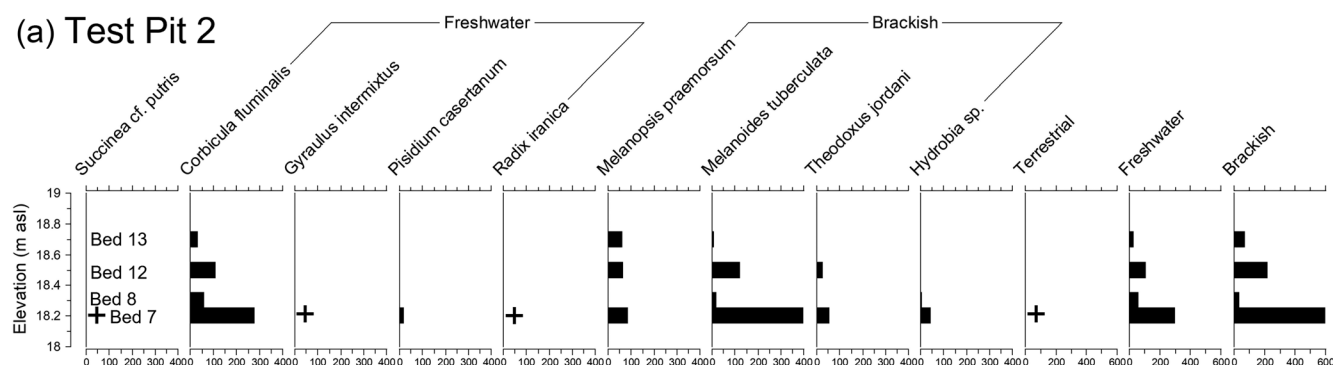 (a) Test Pit 2
Freshwater
Brackish
Succinea cf. putris
Corbicula fluminalis
Gyraulus intermixtus
Pisidium casertanum
Radix iranica
Melanopsis praemorsum
Melanoides tuberculata
Theodoxus jordani
Hydrobia sp.
Terrestrial
Freshwater
Brackish
Elevation (m asl)
19
18.8
18.6
18.4
18.2
18
Bed 13
Bed 12
Bed 8
Bed 7
0 100 200 300 400
0 100 200 300 400
0 100 200 300 400
0 100 200 300 400
0 100 200 300 400
0 100 200 300 400
0 100 200 300 400
0 100 200 300 400
0 100 200 300 400
0 100 200 300 400
0 200 400 600
0 200 400 600